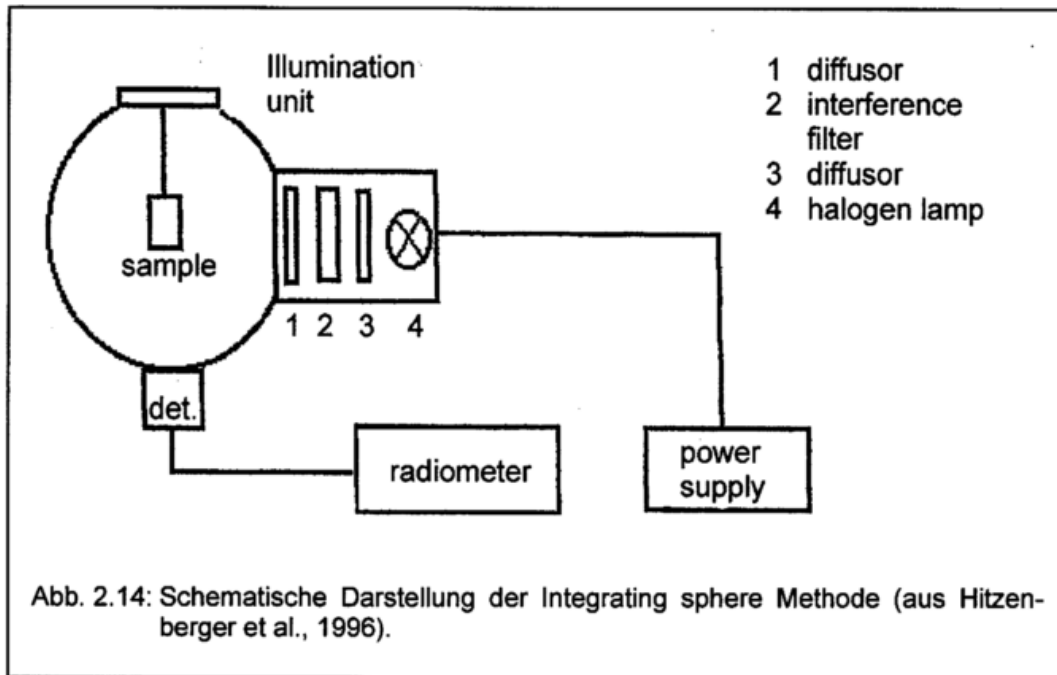 Illumination
unit
1 diffusor
2 interference
filter
3 diffusor
4 halogen lamp
sample
1 2 3 4
det.
radiometer
power
supply
Abb. 2.14: Schematische Darstellung der Integrating sphere Methode (aus Hitzen-
berger et al., 1996).